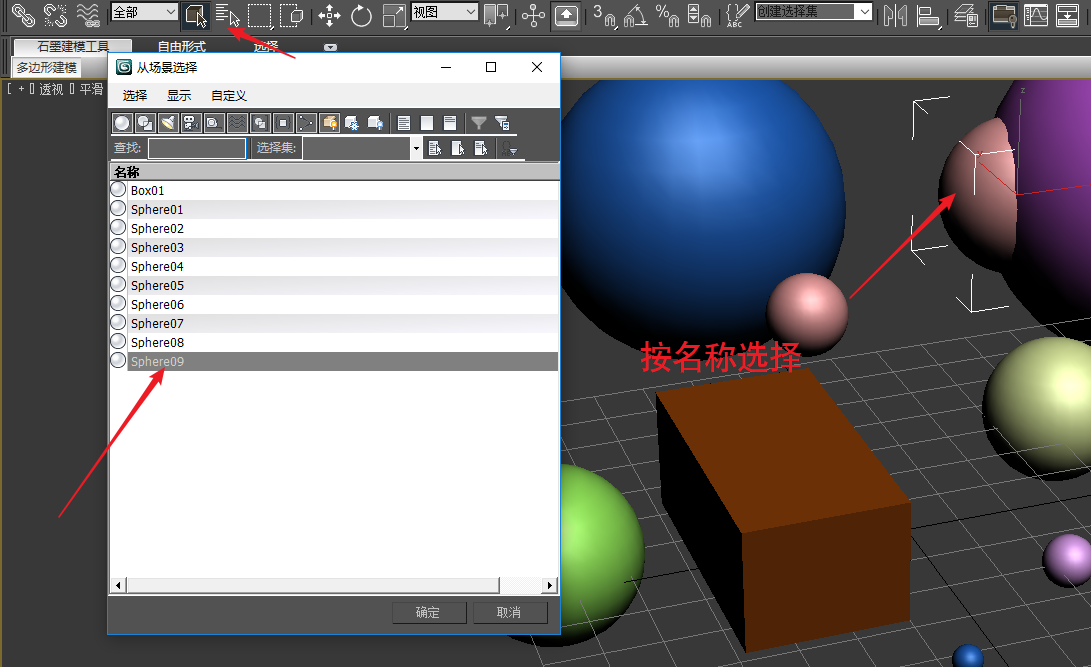 全部
视图
3
ABC
创建选择集
石墨建模工具
自由形式
选择
多边形建模
[ + [] 透视 [] 平滑
从场景选择
选择
显示
自定义
查找:
选择集:
名称
Box01
Sphere01
Sphere02
Sphere03
Sphere04
Sphere05
Sphere06
Sphere07
Sphere08
Sphere09
确定
取消
z
按名称选择